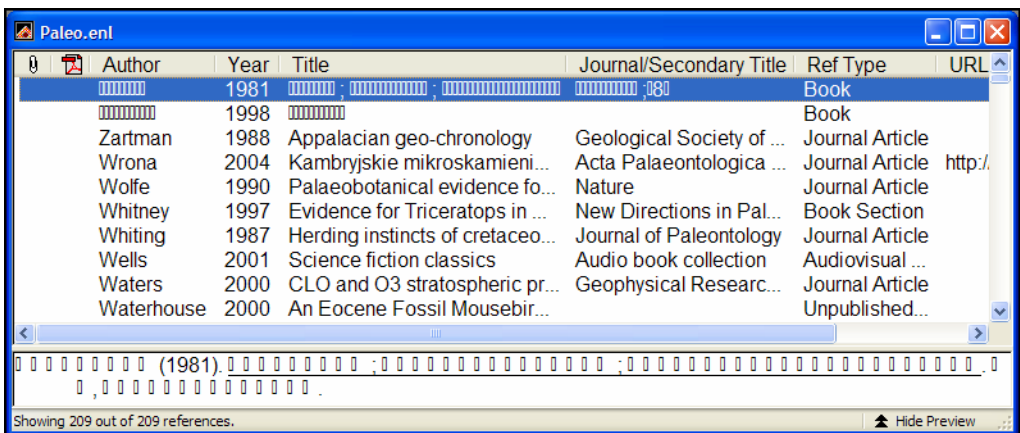 Paleo.enl
Author Year Title Journal/Secondary Title Ref Type URL
1981 Book
1998 Book
Zartman 1988 Appalacian geo-chronology Geological Society of ... Journal Article
Wrona 2004 Kambryjskie mikroskamieni... Acta Palaeontologica ... Journal Article http:/
Wolfe 1990 Palaeobotanical evidence fo... Nature Journal Article
Whitney 1997 Evidence for Triceratops in ... New Directions in Pal... Book Section
Whiting 1987 Herding instincts of cretaceo... Journal of Paleontology Journal Article
Wells 2001 Science fiction classics Audio book collection Audiovisual ...
Waters 2000 CLO and O3 stratospheric pr... Geophysical Researc... Journal Article
Waterhouse 2000 An Eocene Fossil Mousebir... Unpublished...
(1981).
Showing 209 out of 209 references. Hide Preview